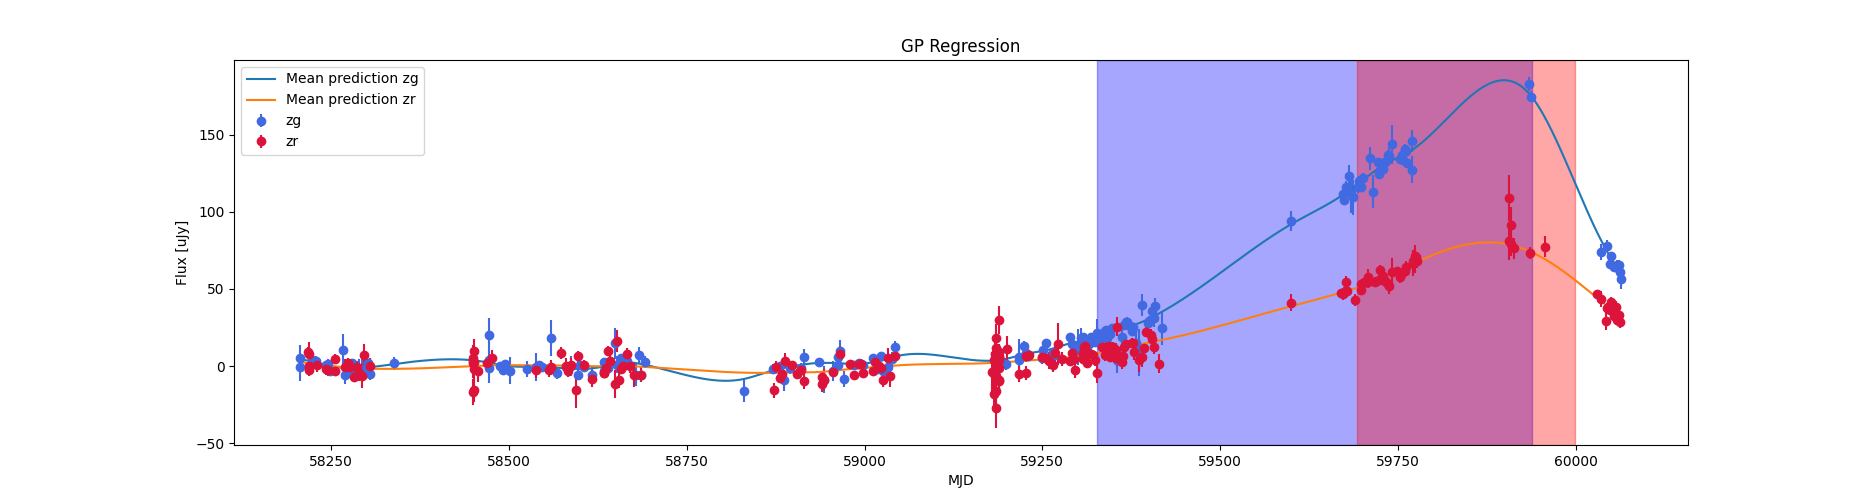 GP Regression
Mean prediction zg
Mean prediction zr
zg
zr
Flux [uJy]
150
100
50
0
−50
58250 58500 58750 59000 59250 59500 59750 60000
MJD